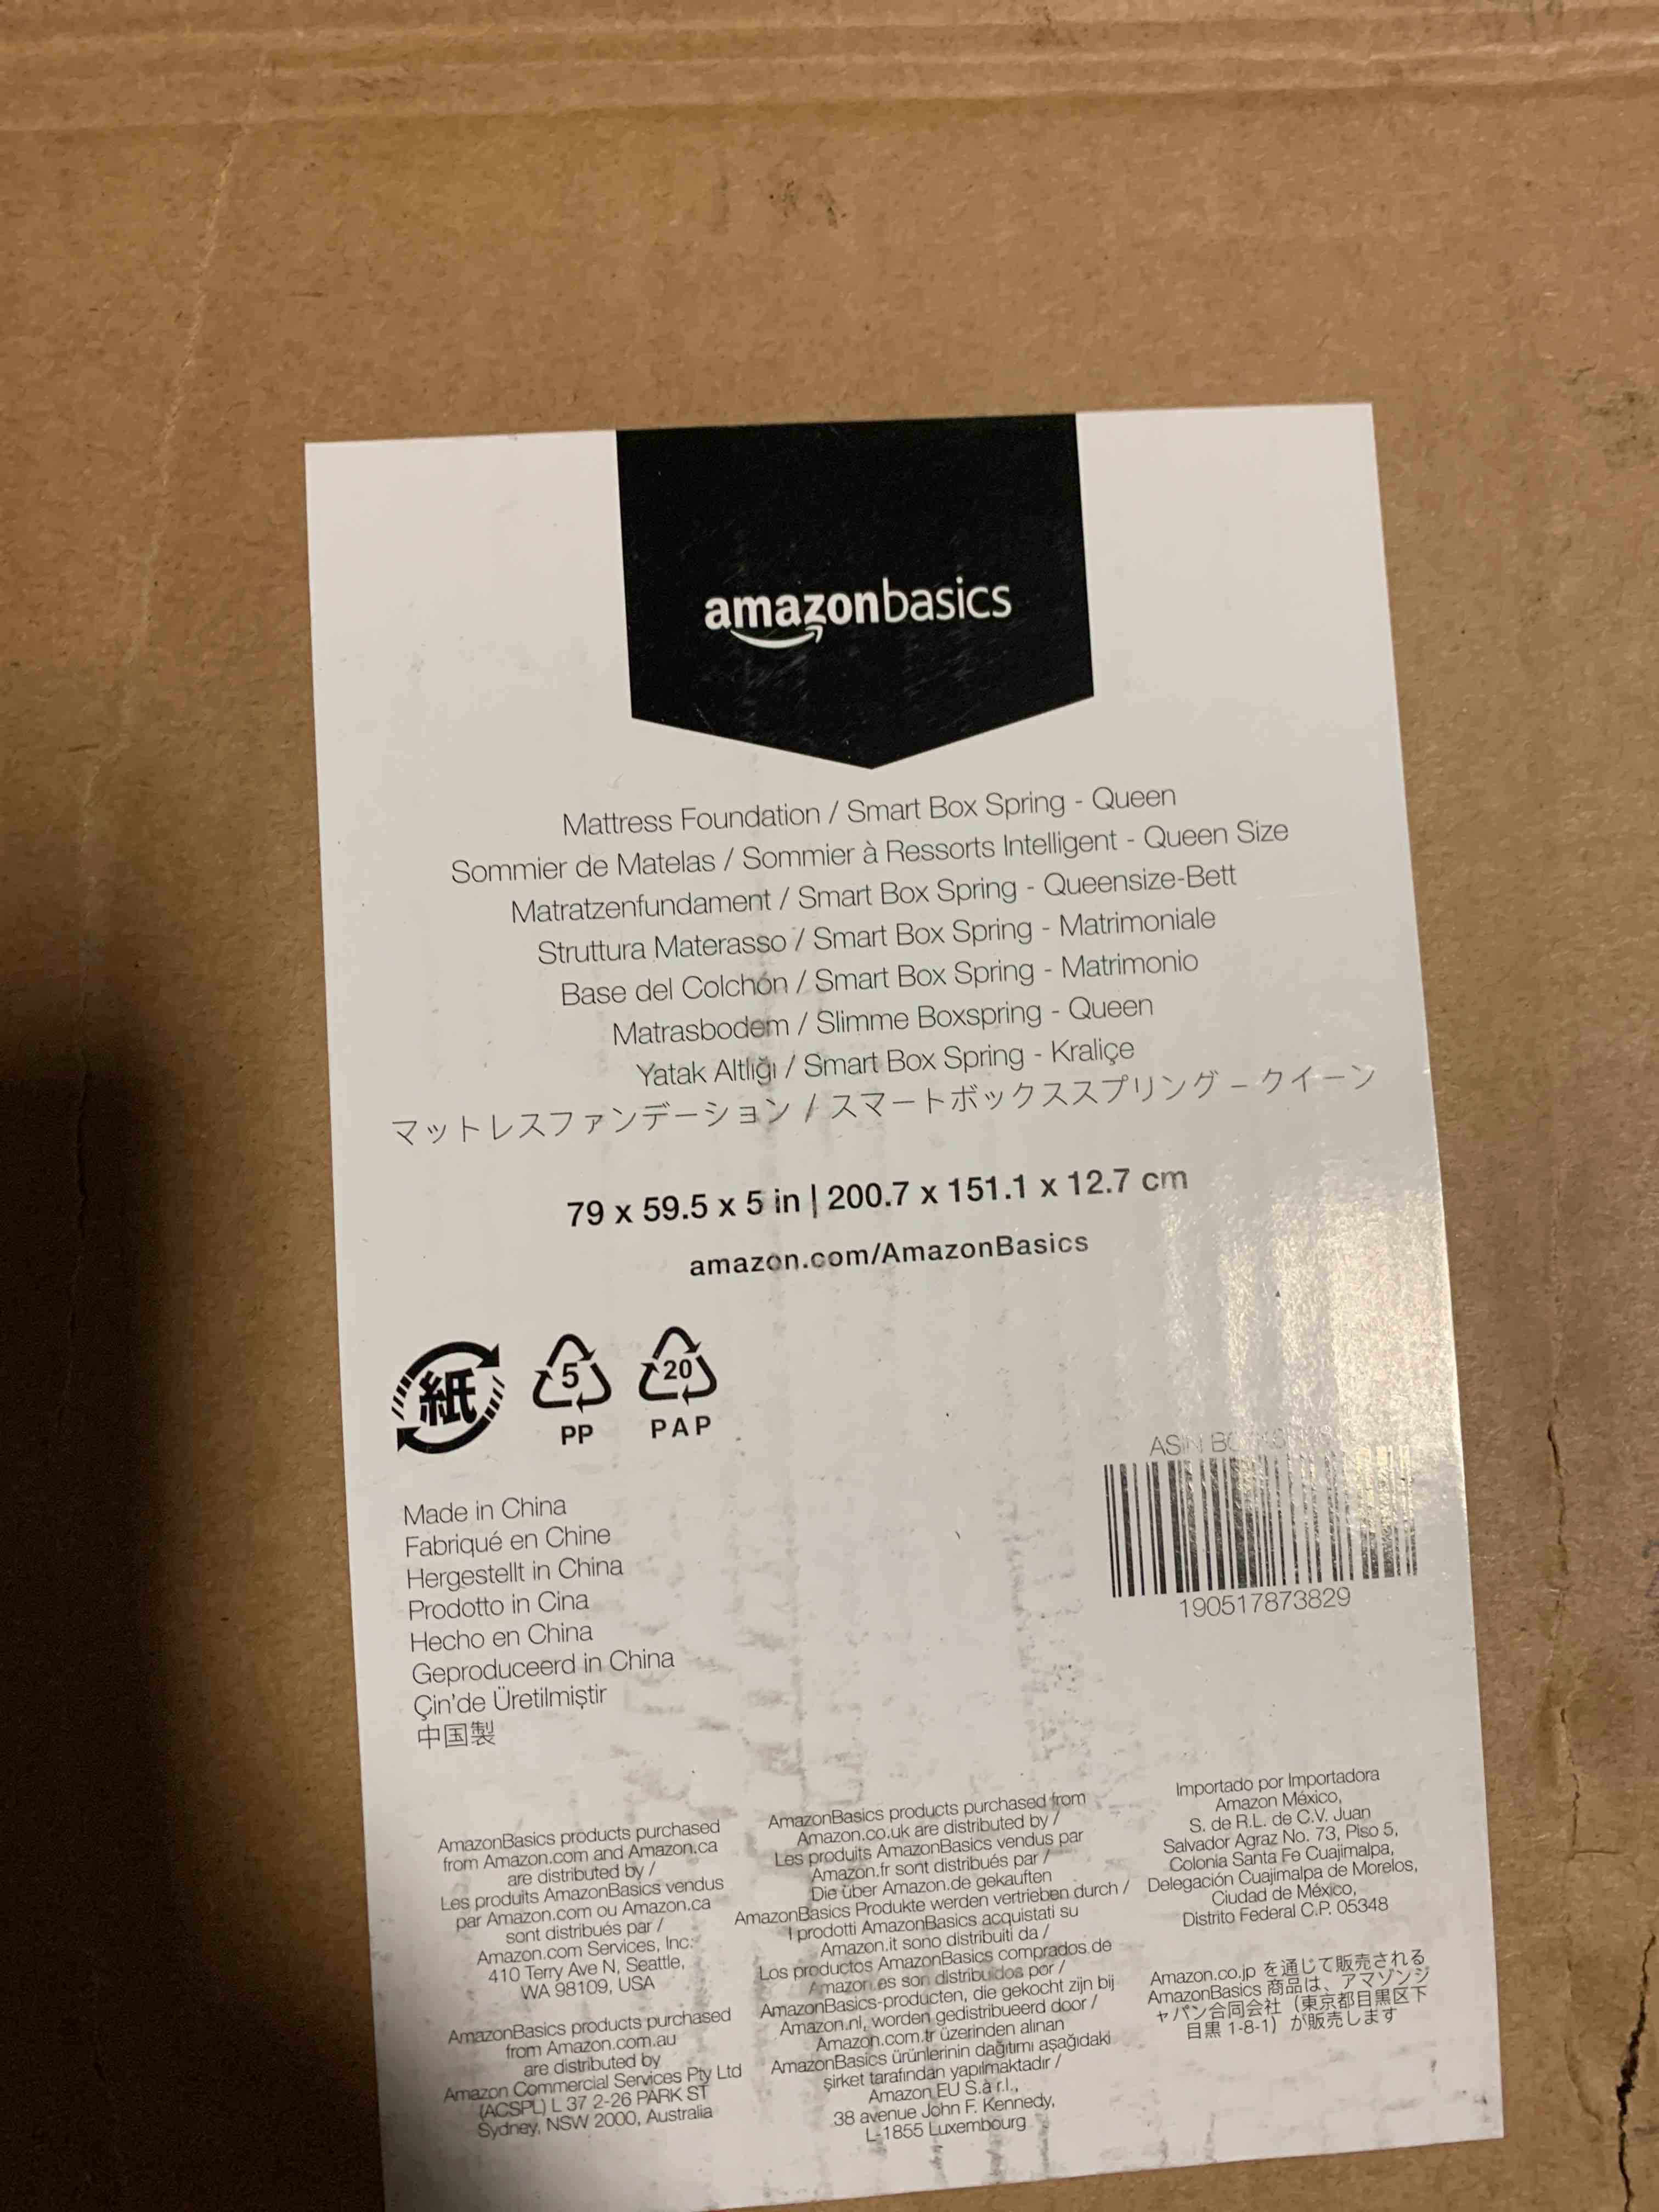 amazonbasics
Mattress Foundation / Smart Box Spring - Queen
Sommier de Matelas / Sommier à Ressorts Intelligent - Queen Size
Matratzenfundament / Smart Box Spring - Queensize-Bett
Struttura Materasso / Smart Box Spring - Matrimoniale
Base del Colchón / Smart Box Spring - Matrimonio
Matrasbodem / Slimme Boxspring - Queen
Yatak Altlığı / Smart Box Spring - Kraliçe
マットレスファンデーション / スマートボックススプリング – クイーン
79 x 59.5 x 5 in | 200.7 x 151.1 x 12.7 cm
amazon.com/AmazonBasics
紙
5
PP
20
PAP
ASIN
190517873829
Made in China
Fabriqué en Chine
Hergestellt in China
Prodotto in Cina
Hecho en China
Geproduceerd in China
Çin'de Üretilmiştir
中国製
AmazonBasics products purchased
from Amazon.com and Amazon.ca
are distributed by /
Les produits AmazonBasics vendus
par Amazon.com ou Amazon.ca
sont distribués par /
Amazon.com Services, Inc.
410 Terry Ave N, Seattle,
WA 98109, USA
AmazonBasics products purchased
from Amazon.com.au
are distributed by
Amazon Commercial Services Pty Ltd
(ACSPL) L 37 2-26 PARK ST
Sydney, NSW 2000, Australia
AmazonBasics products purchased from
Amazon.co.uk are distributed by /
Les produits AmazonBasics vendus par
Amazon.fr sont distribués par /
Die über Amazon.de gekauften
AmazonBasics Produkte werden vertrieben durch /
I prodotti AmazonBasics acquistati su
Amazon.it sono distribuiti da /
Los productos AmazonBasics comprados de
Amazon.es son distribuidos por /
AmazonBasics-producten, die gekocht zijn bij
Amazon.nl, worden gedistribueerd door /
Amazon.com.tr üzerinden alınan
AmazonBasics ürünlerinin dağıtımı aşağıdaki
şirket tarafından yapılmaktadır /
Amazon EU S.à r.l.,
38 avenue John F. Kennedy,
L-1855 Luxembourg
Importado por Importadora
Amazon México,
S. de R.L. de C.V. Juan
Salvador Agraz No. 73, Piso 5,
Colonia Santa Fe Cuajimalpa,
Delegación Cuajimalpa de Morelos,
Ciudad de México,
Distrito Federal C.P. 05348
Amazon.co.jp を通じて販売される
AmazonBasics 商品は、アマゾンジ
ャパン合同会社（東京都目黒区下
目黒 1-8-1）が販売します